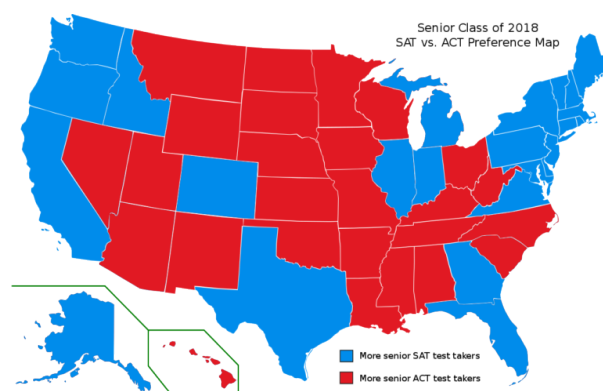 Senior Class of 2018
SAT vs. ACT Preference Map
More senior SAT test takers
More senior ACT test takers